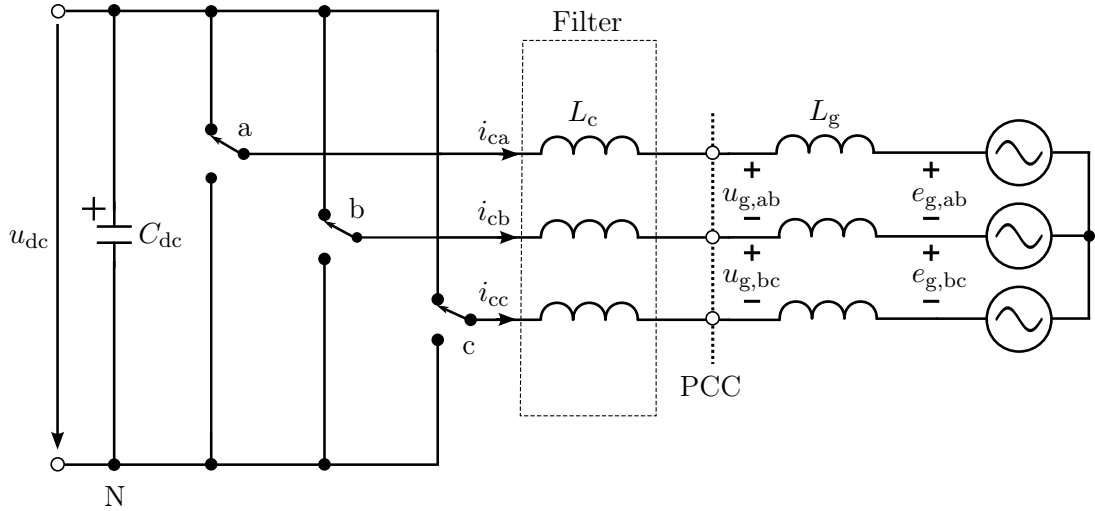 Filter
a
i_ca
L_c
L_g
+
+
u_g,ab
e_g,ab
−
−
b
i_cb
+
u_dc
C_dc
+
+
u_g,bc
e_g,bc
−
−
i_cc
c
PCC
N